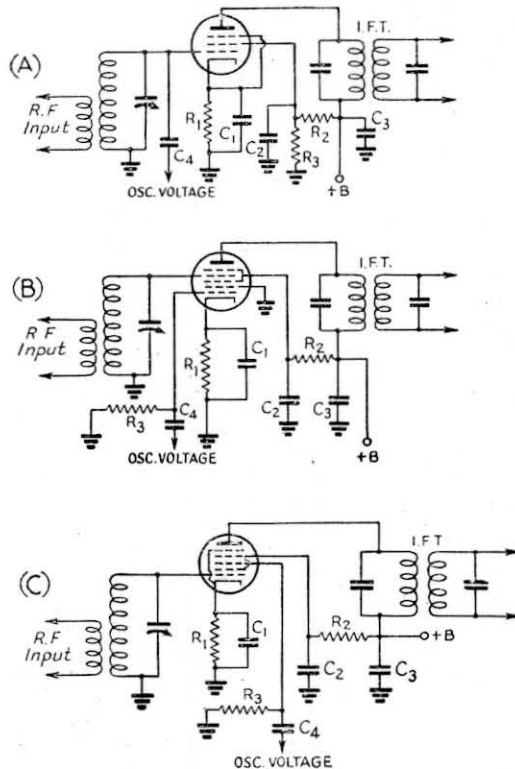 (A)
I.F.T.
R.F
Input
R1
C1
C2
R2
R3
C3
C4
OSC. VOLTAGE
+B
(B)
I.F.T.
R F
Input
R1
C1
R2
C2
C3
R3
C4
OSC. VOLTAGE
+B
(C)
I.F.T
R.F
Input
R1
C1
R2
+B
C2
C3
R3
C4
OSC. VOLTAGE